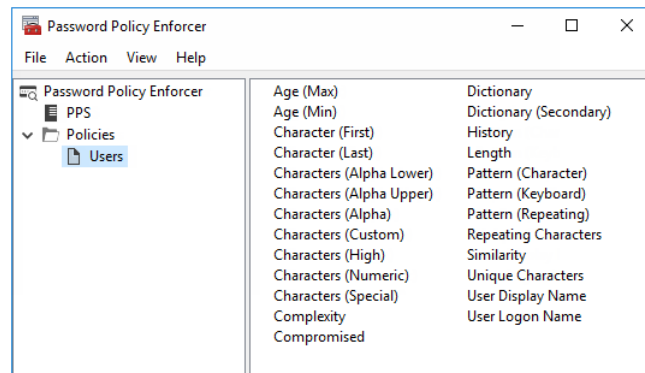 Password Policy Enforcer
File Action View Help
Password Policy Enforcer
PPS
Policies
Users
Age (Max)
Age (Min)
Character (First)
Character (Last)
Characters (Alpha Lower)
Characters (Alpha Upper)
Characters (Alpha)
Characters (Custom)
Characters (High)
Characters (Numeric)
Characters (Special)
Complexity
Compromised
Dictionary
Dictionary (Secondary)
History
Length
Pattern (Character)
Pattern (Keyboard)
Pattern (Repeating)
Repeating Characters
Similarity
Unique Characters
User Display Name
User Logon Name